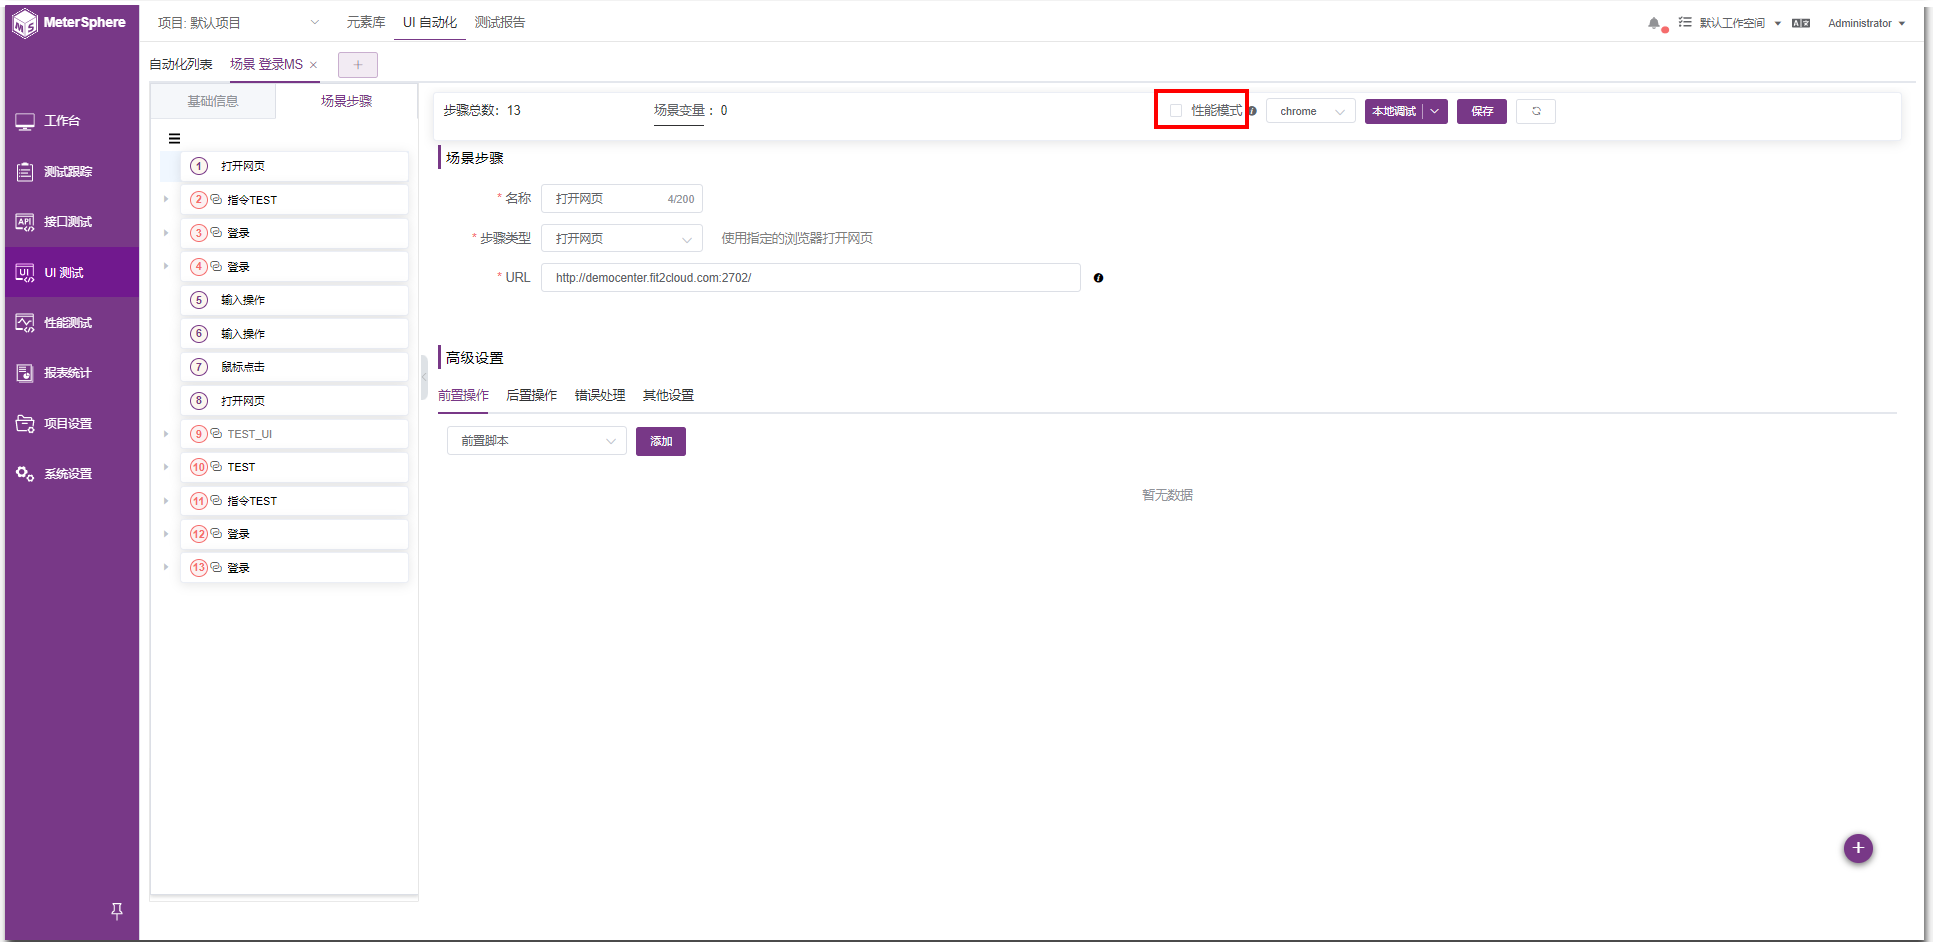 MeterSphere
项目: 默认项目
元素库
UI 自动化
测试报告
默认工作空间
Administrator
自动化列表
场景 登录MS
工作台
测试跟踪
API 接口测试
UI UI 测试
性能测试
报表统计
项目设置
系统设置
基础信息
场景步骤
1 打开网页
2 指令TEST
3 登录
4 登录
5 输入操作
6 输入操作
7 鼠标点击
8 打开网页
9 TEST_UI
10 TEST
11 指令TEST
12 登录
13 登录
步骤总数：13
场景变量 ：0
性能模式
chrome
本地调试
保存
场景步骤
* 名称 打开网页 4/200
* 步骤类型 打开网页 使用指定的浏览器打开网页
* URL http://democenter.fit2cloud.com:2702/
高级设置
前置操作 后置操作 错误处理 其他设置
前置脚本 添加
暂无数据